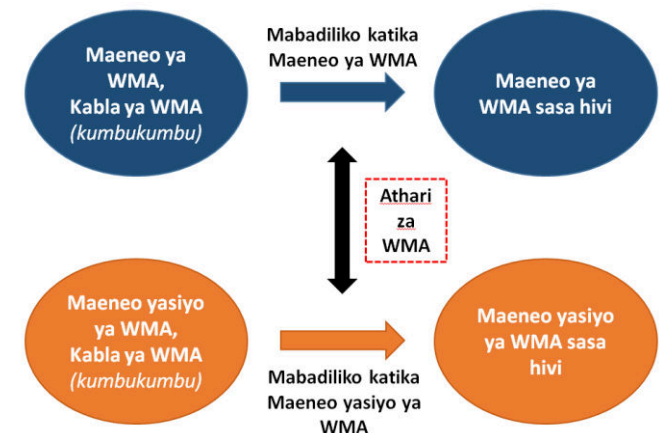 Maeneo ya
WMA,
Kabla ya WMA
(kumbukumbu)
Mabadiliko katika
Maeneo ya WMA
Maeneo ya
WMA sasa hivi
Athari
za
WMA
Maeneo yasiyo
ya WMA,
Kabla ya WMA
(kumbukumbu)
Mabadiliko katika
Maeneo yasiyo ya
WMA
Maeneo yasiyo
ya WMA sasa
hivi